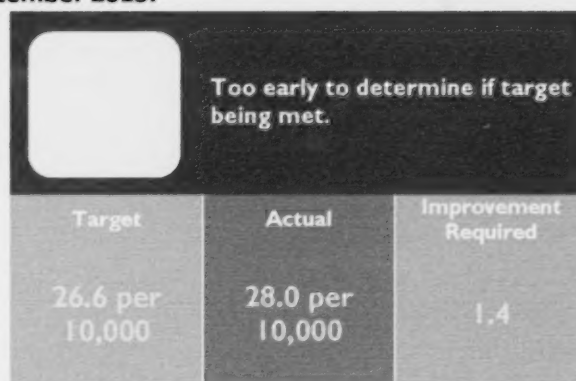 Too early to determine if target
being met.
Target
Actual
Improvement
Required
26.6 per
10,000
28.0 per
10,000
1.4